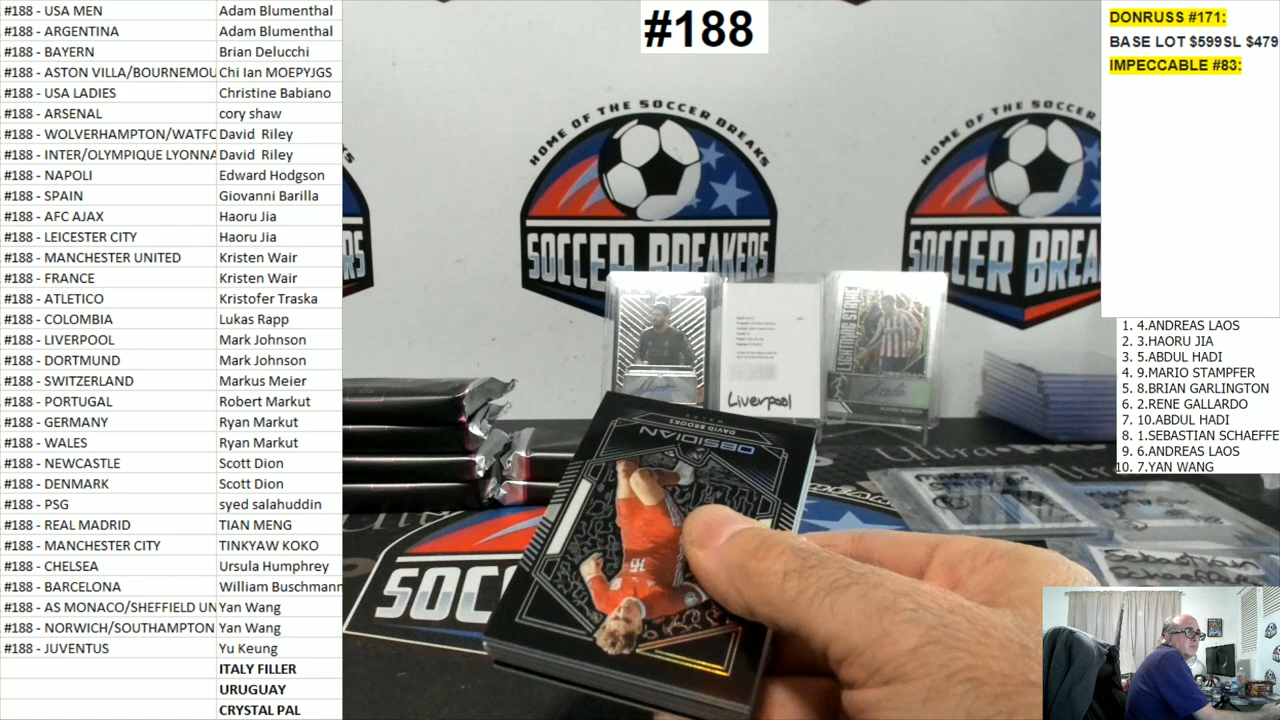 #188 - USA MEN Adam Blumenthal
#188 - ARGENTINA Adam Blumenthal
#188 - BAYERN Brian Delucchi
#188 - ASTON VILLA/BOURNEMOU Chi Ian MOEPYJGS
#188 - USA LADIES Christine Babiano
#188 - ARSENAL cory shaw
#188 - WOLVERHAMPTON/WATFC David Riley
#188 - INTER/OLYMPIQUE LYONNA David Riley
#188 - NAPOLI Edward Hodgson
#188 - SPAIN Giovanni Barilla
#188 - AFC AJAX Haoru Jia
#188 - LEICESTER CITY Haoru Jia
#188 - MANCHESTER UNITED Kristen Wair
#188 - FRANCE Kristen Wair
#188 - ATLETICO Kristofer Traska
#188 - COLOMBIA Lukas Rapp
#188 - LIVERPOOL Mark Johnson
#188 - DORTMUND Mark Johnson
#188 - SWITZERLAND Markus Meier
#188 - PORTUGAL Robert Markut
#188 - GERMANY Ryan Markut
#188 - WALES Ryan Markut
#188 - NEWCASTLE Scott Dion
#188 - DENMARK Scott Dion
#188 - PSG syed salahuddin
#188 - REAL MADRID TIAN MENG
#188 - MANCHESTER CITY TINKYAW KOKO
#188 - CHELSEA Ursula Humphrey
#188 - BARCELONA William Buschmann
#188 - AS MONACO/SHEFFIELD UN Yan Wang
#188 - NORWICH/SOUTHAMPTON Yan Wang
#188 - JUVENTUS Yu Keung
ITALY FILLER
URUGUAY
CRYSTAL PAL
#188
HOME OF THE SOCCER BREAKS
SOCCER BREAKERS
HOME OF THE SOCCER
SOCCER BREA
KS
RS
LIGHTNING STRIKE
Liverpool
DAVID BROOKS
OBSIDIAN
SOC
DONRUSS #171:
BASE LOT $599SL $479
IMPECCABLE #83:
1. 4.ANDREAS LAOS
2. 3.HAORU JIA
3. 5.ABDUL HADI
4. 9.MARIO STAMPFER
5. 8.BRIAN GARLINGTON
6. 2.RENE GALLARDO
7. 10.ABDUL HADI
8. 1.SEBASTIAN SCHAEFFE
9. 6.ANDREAS LAOS
10. 7.YAN WANG